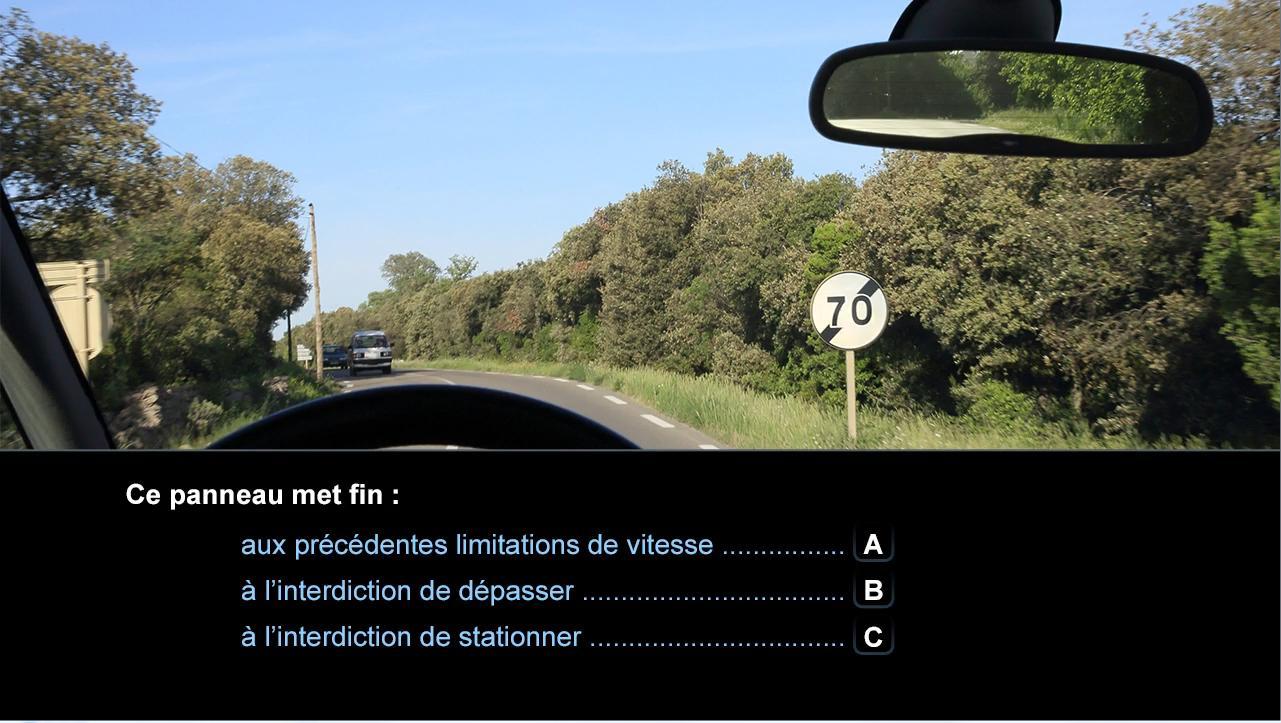 70
Ce panneau met fin :
aux précédentes limitations de vitesse ................ A
à l’interdiction de dépasser .................................. B
à l’interdiction de stationner ................................. C